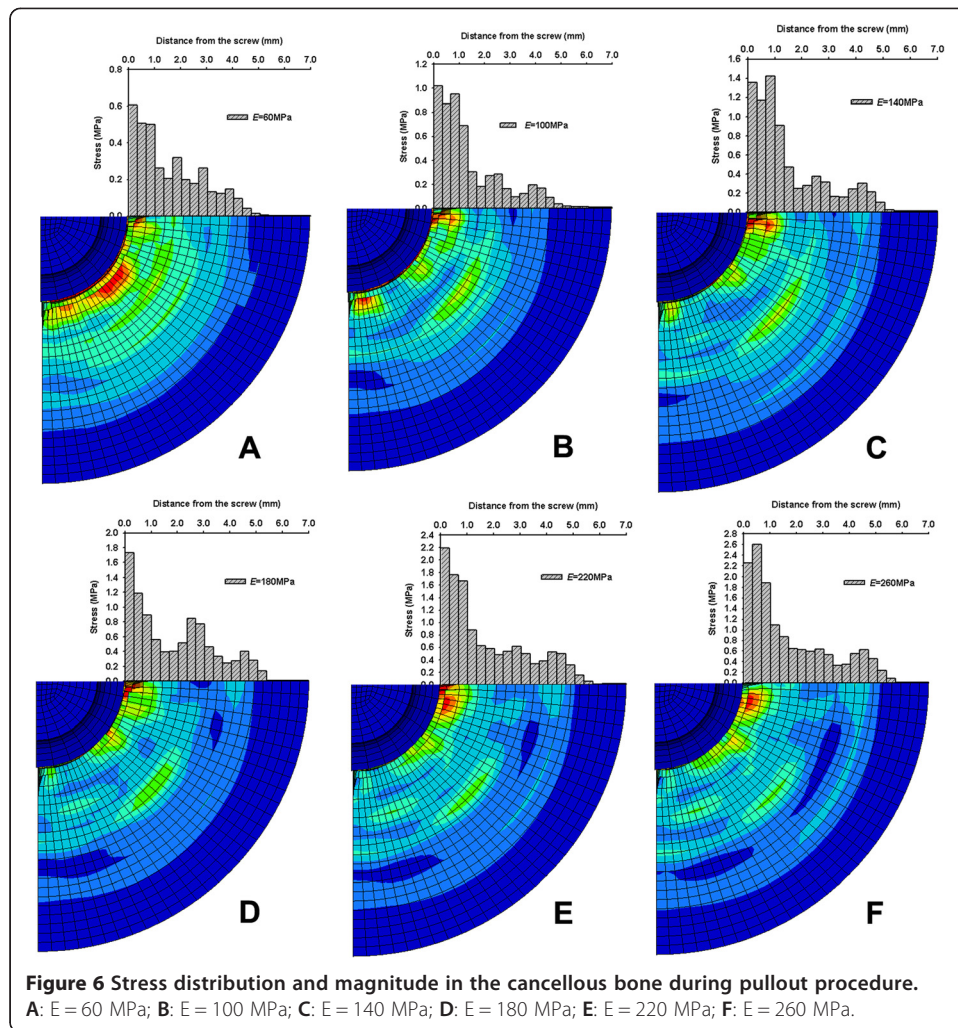 Distance from the screw (mm)
0.0 1.0 2.0 3.0 4.0 5.0 6.0 7.0
0.8
0.6
0.4
0.2
0.0
Stress (MPa)
E=60MPa
A
Distance from the screw (mm)
0.0 1.0 2.0 3.0 4.0 5.0 6.0 7.0
1.2
1.0
0.8
0.6
0.4
0.2
0.0
Stress (MPa)
E=100MPa
B
Distance from the screw (mm)
0.0 1.0 2.0 3.0 4.0 5.0 6.0 7.0
1.6
1.4
1.2
1.0
0.8
0.6
0.4
0.2
0.0
Stress (MPa)
E=140MPa
C
Distance from the screw (mm)
0.0 1.0 2.0 3.0 4.0 5.0 6.0 7.0
2.0
1.8
1.6
1.4
1.2
1.0
0.8
0.6
0.4
0.2
0.0
Stress (MPa)
E=180MPa
D
Distance from the screw (mm)
0.0 1.0 2.0 3.0 4.0 5.0 6.0 7.0
2.4
2.2
2.0
1.8
1.6
1.4
1.2
1.0
0.8
0.6
0.4
0.2
0.0
Stress (MPa)
E=220MPa
E
Distance from the screw (mm)
0.0 1.0 2.0 3.0 4.0 5.0 6.0 7.0
2.8
2.6
2.4
2.2
2.0
1.8
1.6
1.4
1.2
1.0
0.8
0.6
0.4
0.2
0.0
Stress (MPa)
E=260MPa
F
Figure 6 Stress distribution and magnitude in the cancellous bone during pullout procedure.
A: E = 60 MPa; B: E = 100 MPa; C: E = 140 MPa; D: E = 180 MPa; E: E = 220 MPa; F: E = 260 MPa.